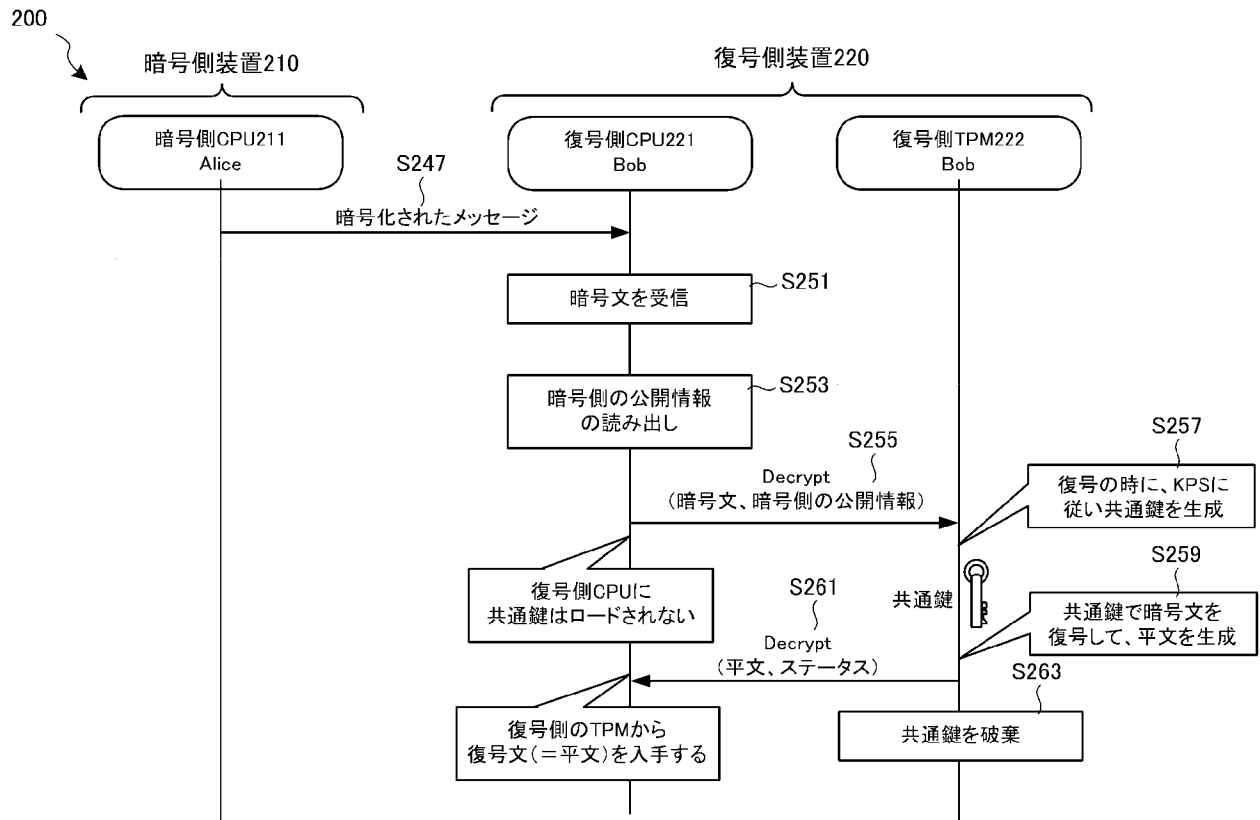 200
暗号側装置210
復号側装置220
暗号側CPU211
Alice
復号側CPU221
Bob
復号側TPM222
Bob
S247
暗号化されたメッセージ
S251
暗号文を受信
S253
暗号側の公開情報
の読み出し
S255
Decrypt
(暗号文、暗号側の公開情報)
S257
復号の時に、KPSに
従い共通鍵を生成
復号側CPUに
共通鍵はロードされない
共通鍵
S259
共通鍵で暗号文を
復号して、平文を生成
S261
Decrypt
(平文、ステータス)
S263
共通鍵を破棄
復号側のTPMから
復号文(=平文)を入手する